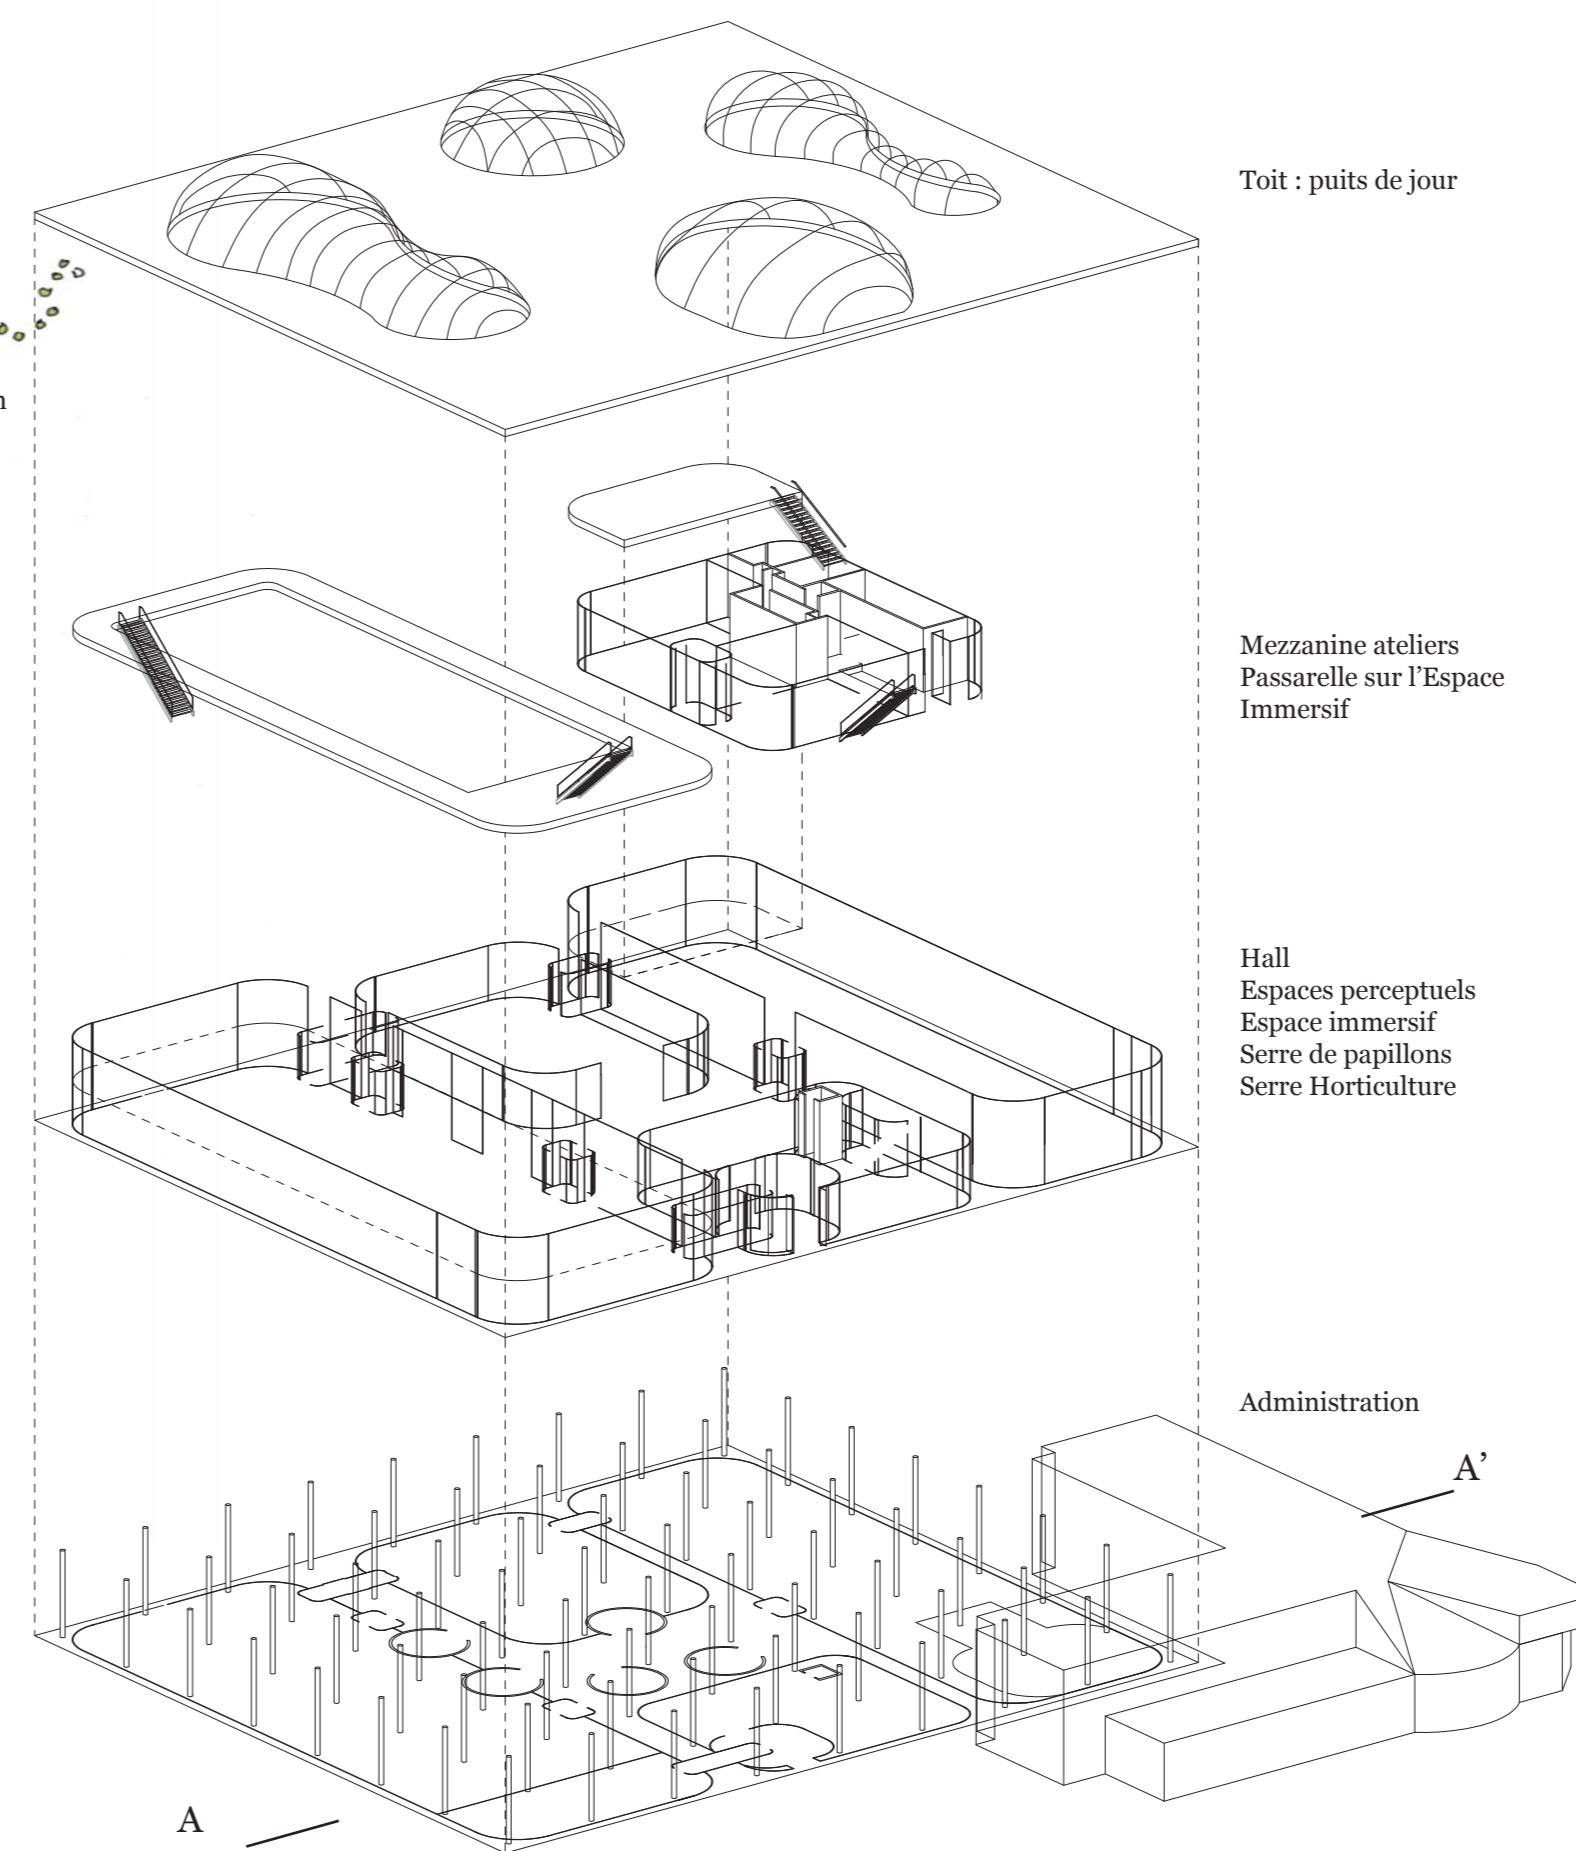 Toit : puits de jour
n
Mezzanine ateliers
Passarelle sur l’Espace
Immersif
Hall
Espaces perceptuels
Espace immersif
Serre de papillons
Serre Horticulture
Administration
A’
A